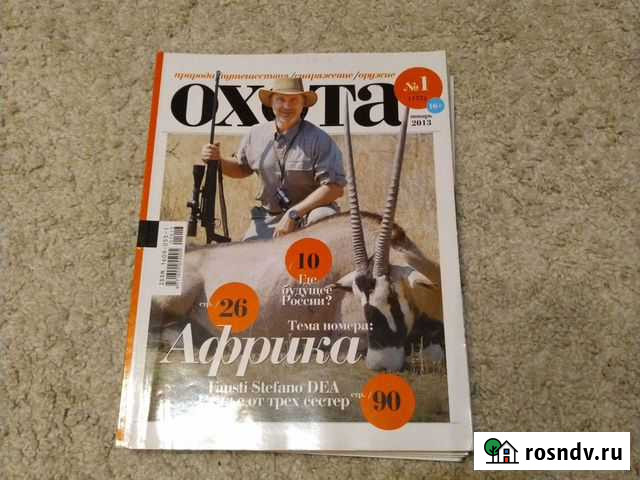 природа/путешествия/снаряжение/оружие
охота
№1
16+
январь
2013
10
Где
будущее
России?
стр. / 26
Тема номера:
Африка
Fausti Stefano DEA
от трех сестер
стр. / 90
rosndv.ru